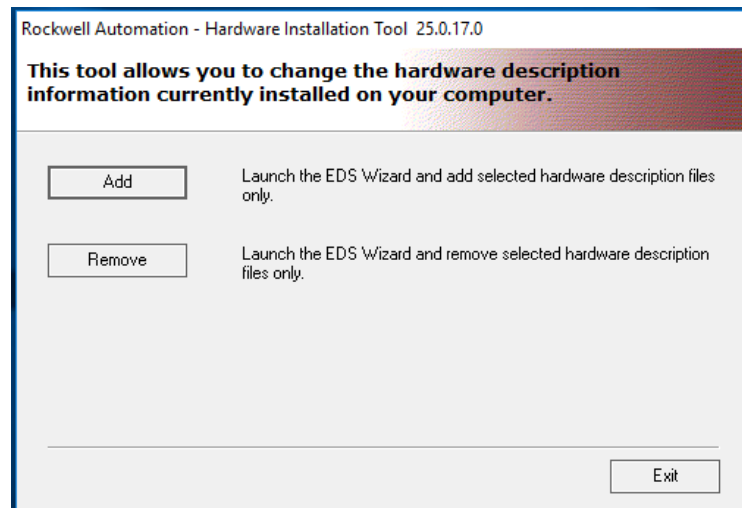 Rockwell Automation - Hardware Installation Tool 25.0.17.0
This tool allows you to change the hardware description
information currently installed on your computer.
Add
Launch the EDS Wizard and add selected hardware description files
only.
Remove
Launch the EDS Wizard and remove selected hardware description
files only.
Exit